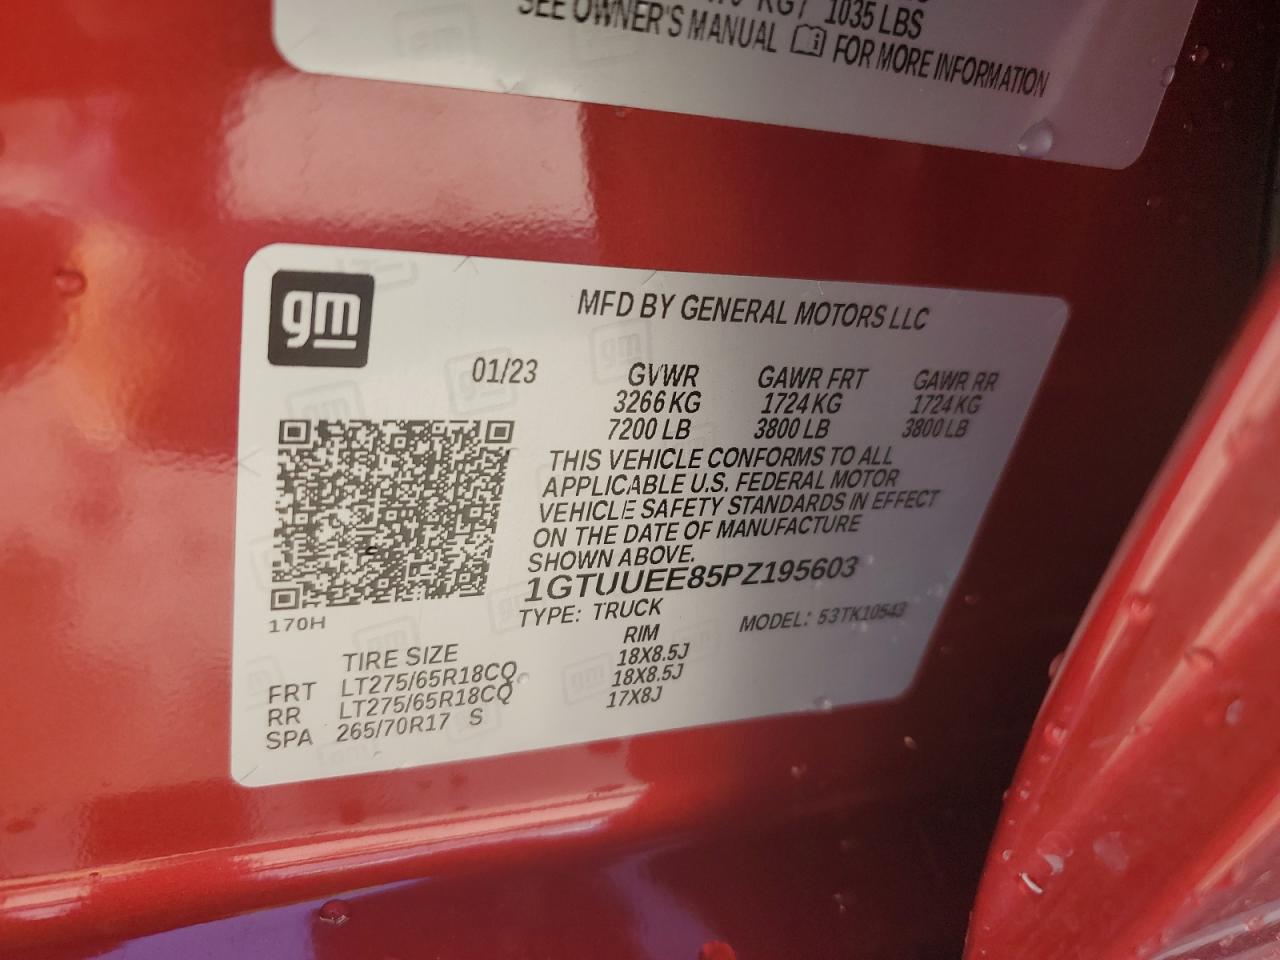 KG / 1035 LBS
SEE OWNER'S MANUAL FOR MORE INFORMATION
gm
MFD BY GENERAL MOTORS LLC
01/23 GVWR GAWR FRT GAWR RR
3266 KG 1724 KG 1724 KG
7200 LB 3800 LB 3800 LB
THIS VEHICLE CONFORMS TO ALL
APPLICABLE U.S. FEDERAL MOTOR
VEHICLE SAFETY STANDARDS IN EFFECT
ON THE DATE OF MANUFACTURE
SHOWN ABOVE.
1GTUUEE85PZ195603
TYPE: TRUCK MODEL: 53TK10543
170H
TIRE SIZE RIM
FRT LT275/65R18CQ 18X8.5J
RR LT275/65R18CQ 18X8.5J
SPA 265/70R17 S 17X8J